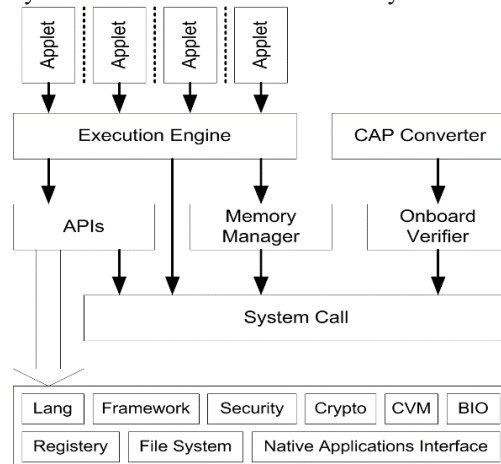 Applet Applet Applet Applet
Execution Engine CAP Converter
APIs Memory Manager Onboard Verifier
System Call
Lang Framework Security Crypto CVM BIO
Registery File System Native Applications Interface